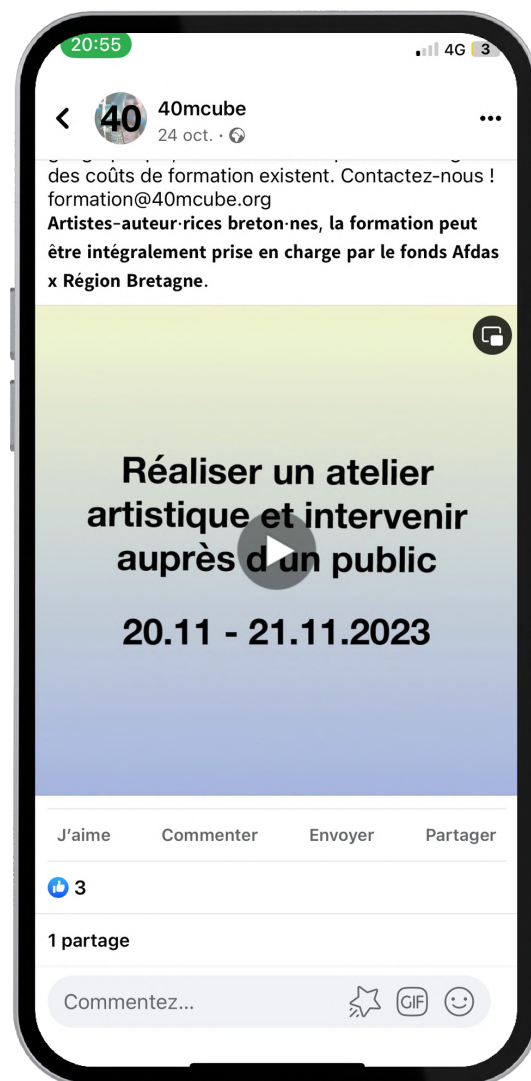 20:55
4G 3
40 40mcube
24 oct.
des coûts de formation existent. Contactez-nous !
formation@40mcube.org
Artistes-auteur·rices breton·nes, la formation peut
être intégralement prise en charge par le fonds Afdas
x Région Bretagne.
Réaliser un atelier
artistique et intervenir
auprès d'un public
20.11 - 21.11.2023
J'aime Commenter Envoyer Partager
3
1 partage
Commentez... GIF